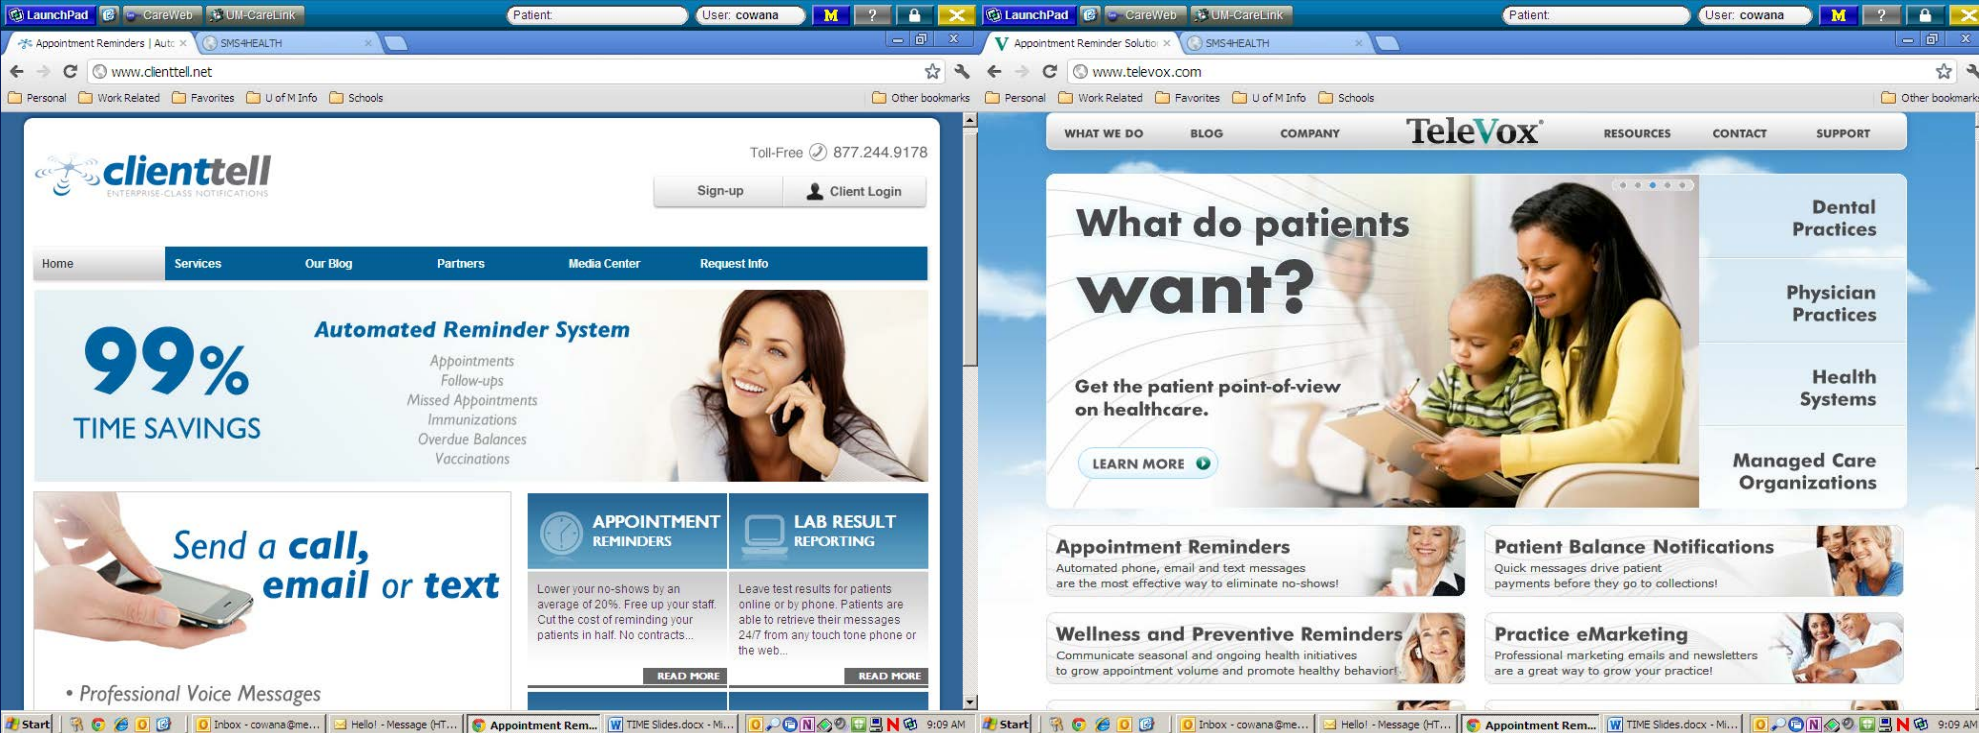 LaunchPad CareWeb UM-CareLink Patient: User: cowana M ? X
Appointment Reminders | Aut SMS4HEALTH
www.clienttell.net
Personal Work Related Favorites U of M Info Schools Other bookmarks
clienttell
ENTERPRISE-CLASS NOTIFICATIONS
Toll-Free 877.244.9178
Sign-up Client Login
Home Services Our Blog Partners Media Center Request Info
99%
TIME SAVINGS
Automated Reminder System
Appointments
Follow-ups
Missed Appointments
Immunizations
Overdue Balances
Vaccinations
Send a call,
email or text
• Professional Voice Messages
APPOINTMENT
REMINDERS
Lower your no-shows by an
average of 20%. Free up your staff.
Cut the cost of reminding your
patients in half. No contracts...
READ MORE
LAB RESULT
REPORTING
Leave test results for patients
online or by phone. Patients are
able to retrieve their messages
24/7 from any touch tone phone or
the web...
READ MORE
Start Inbox - cowana@me... Hello! - Message (HT... Appointment Rem... TIME Slides.docx - Mi... 9:09 AM
LaunchPad CareWeb UM-CareLink Patient: User: cowana M ? X
Appointment Reminder Solutio SMS4HEALTH
www.televox.com
Personal Work Related Favorites U of M Info Schools Other bookmarks
WHAT WE DO BLOG COMPANY TeleVox RESOURCES CONTACT SUPPORT
What do patients
want?
Get the patient point-of-view
on healthcare.
LEARN MORE
Dental
Practices
Physician
Practices
Health
Systems
Managed Care
Organizations
Appointment Reminders
Automated phone, email and text messages
are the most effective way to eliminate no-shows!
Patient Balance Notifications
Quick messages drive patient
payments before they go to collections!
Wellness and Preventive Reminders
Communicate seasonal and ongoing health initiatives
to grow appointment volume and promote healthy behavior!
Practice eMarketing
Professional marketing emails and newsletters
are a great way to grow your practice!
Start Inbox - cowana@me... Hello! - Message (HT... Appointment Rem... TIME Slides.docx - Mi... 9:09 AM